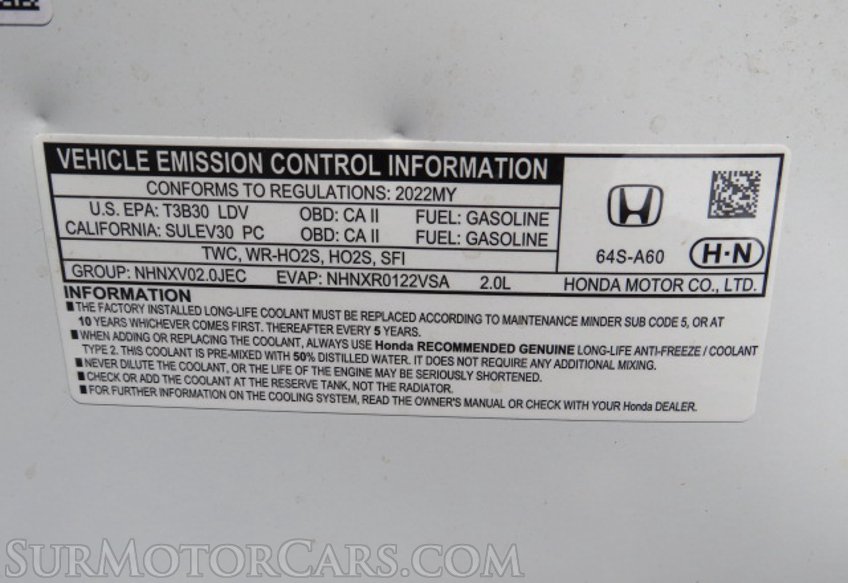 VEHICLE EMISSION CONTROL INFORMATION
CONFORMS TO REGULATIONS: 2022MY
U.S. EPA: T3B30 LDV OBD: CA II FUEL: GASOLINE
CALIFORNIA: SULEV30 PC OBD: CA II FUEL: GASOLINE
TWC, WR-HO2S, HO2S, SFI
GROUP: NHNXV02.0JEC EVAP: NHNXR0122VSA 2.0L
64S-A60
H·N
HONDA MOTOR CO., LTD.
INFORMATION
■THE FACTORY INSTALLED LONG-LIFE COOLANT MUST BE REPLACED ACCORDING TO MAINTENANCE MINDER SUB CODE 5, OR AT
10 YEARS WHICHEVER COMES FIRST. THEREAFTER EVERY 5 YEARS.
■WHEN ADDING OR REPLACING THE COOLANT, ALWAYS USE Honda RECOMMENDED GENUINE LONG-LIFE ANTI-FREEZE / COOLANT
TYPE 2. THIS COOLANT IS PRE-MIXED WITH 50% DISTILLED WATER. IT DOES NOT REQUIRE ANY ADDITIONAL MIXING.
■NEVER DILUTE THE COOLANT, OR THE LIFE OF THE ENGINE MAY BE SERIOUSLY SHORTENED.
■CHECK OR ADD THE COOLANT AT THE RESERVE TANK, NOT THE RADIATOR.
■FOR FURTHER INFORMATION ON THE COOLING SYSTEM, READ THE OWNER'S MANUAL OR CHECK WITH YOUR Honda DEALER.
SURMOTORCARS.COM